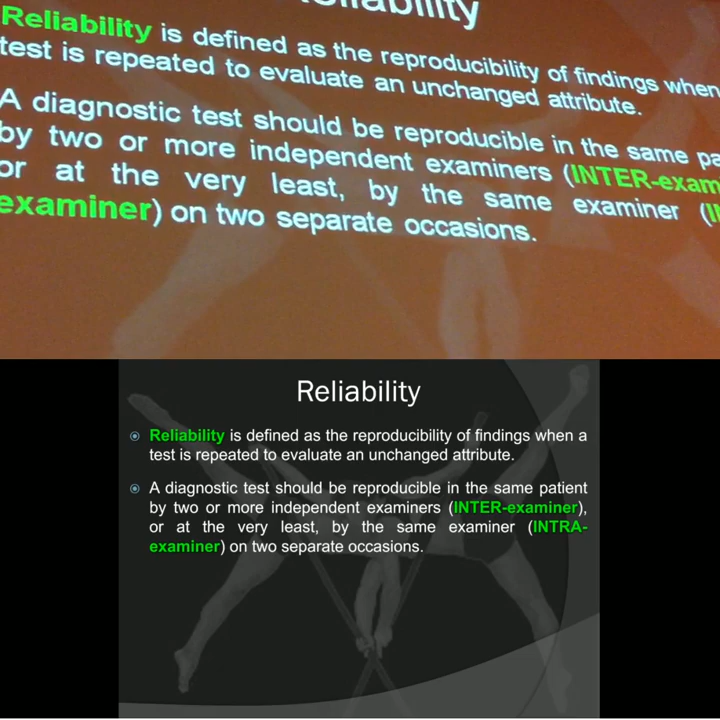 Reliability is defined as the reproducibility of findings when
test is repeated to evaluate an unchanged attribute.
A diagnostic test should be reproducible in the same pa
by two or more independent examiners (INTER-exam
or at the very least, by the same examiner (I
examiner) on two separate occasions.
Reliability
Reliability is defined as the reproducibility of findings when a
test is repeated to evaluate an unchanged attribute.
A diagnostic test should be reproducible in the same patient
by two or more independent examiners (INTER-examiner),
or at the very least, by the same examiner (INTRA-
examiner) on two separate occasions.